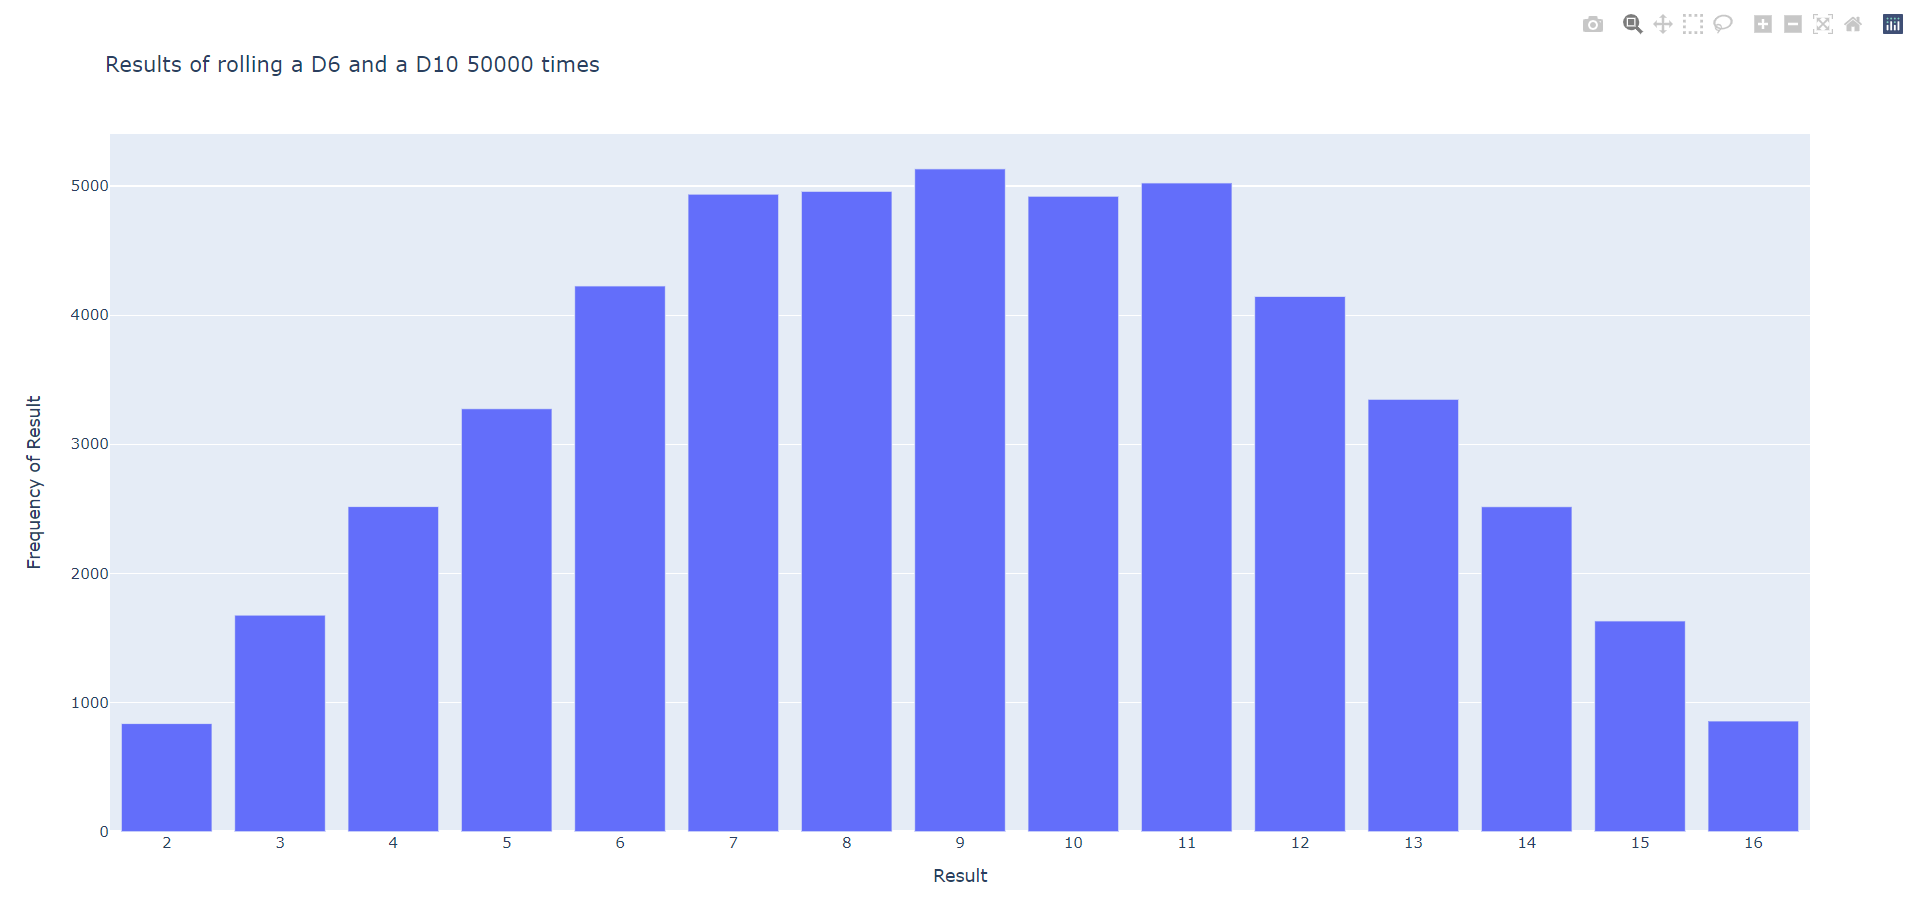 Results of rolling a D6 and a D10 50000 times
Frequency of Result
5000
4000
3000
2000
1000
0
2 3 4 5 6 7 8 9 10 11 12 13 14 15 16
Result